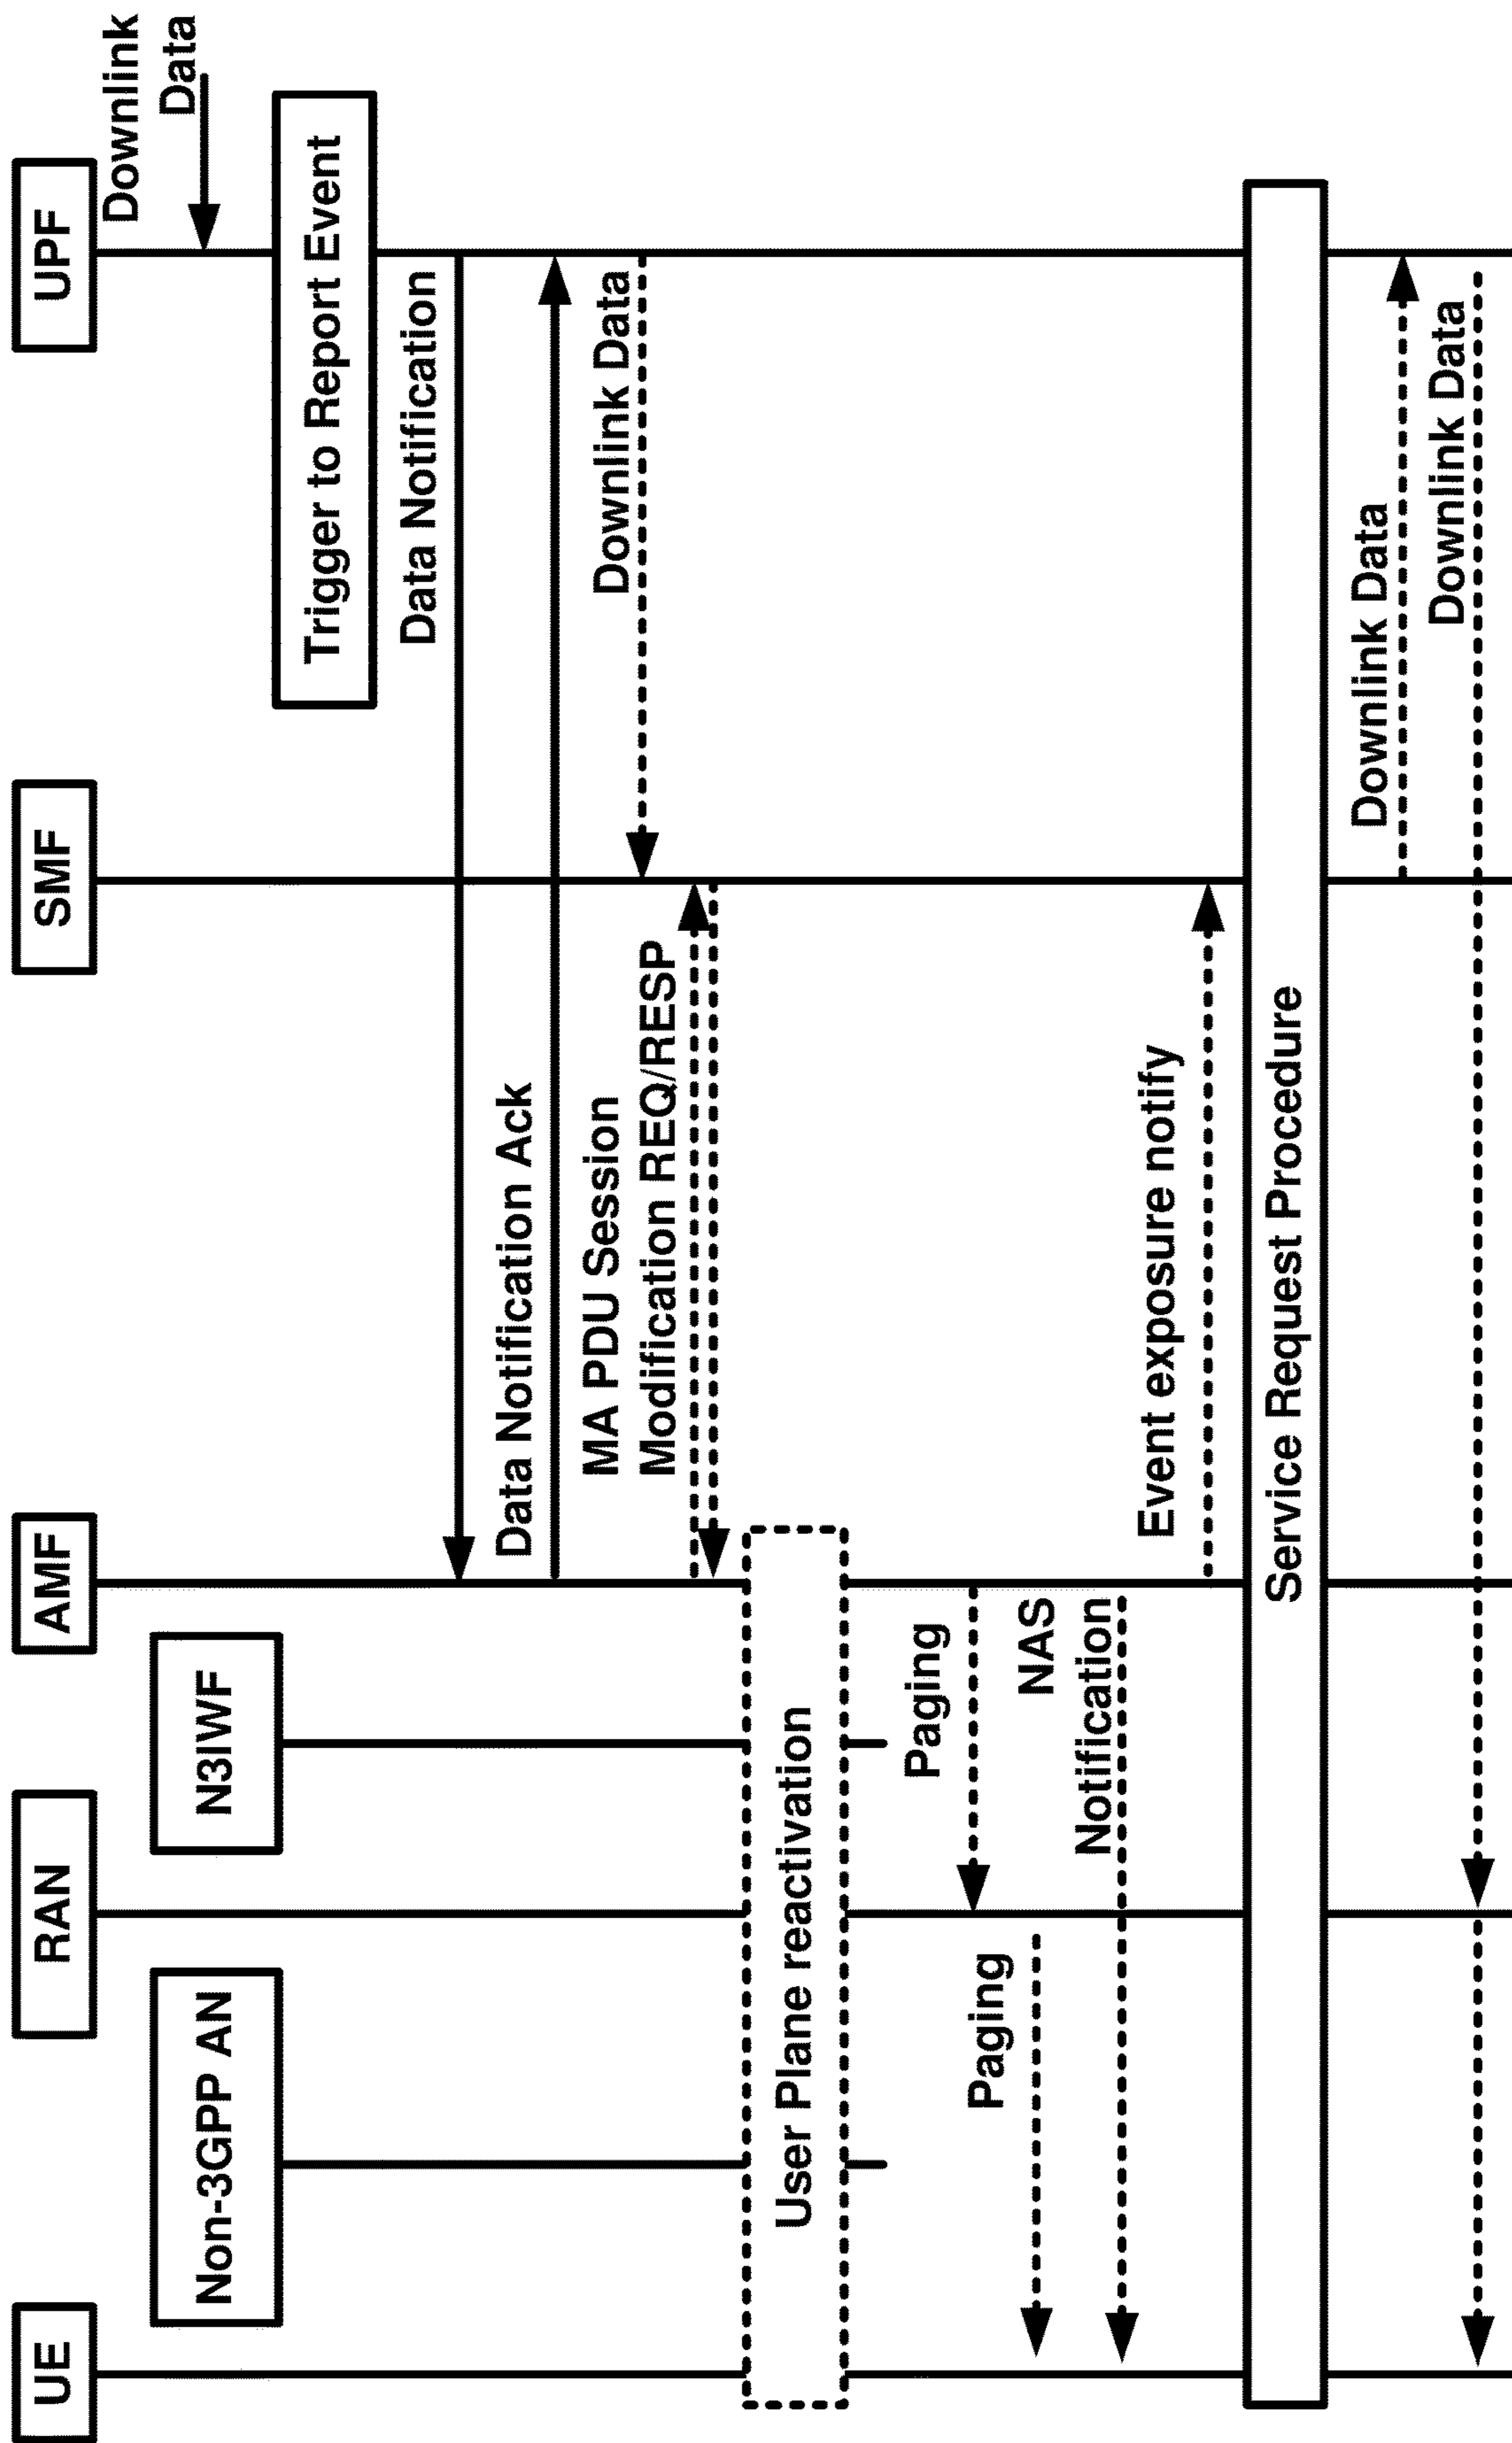 UE
RAN
AMF
SMF
UPF
Non-3GPP AN
N3IWF
Downlink
Data
Trigger to Report Event
Data Notification
Data Notification Ack
Downlink Data
MA PDU Session
Modification REQ/RESP
User Plane reactivation
Paging
Paging
NAS
Notification
Event exposure notify
Service Request Procedure
Downlink Data
Downlink Data